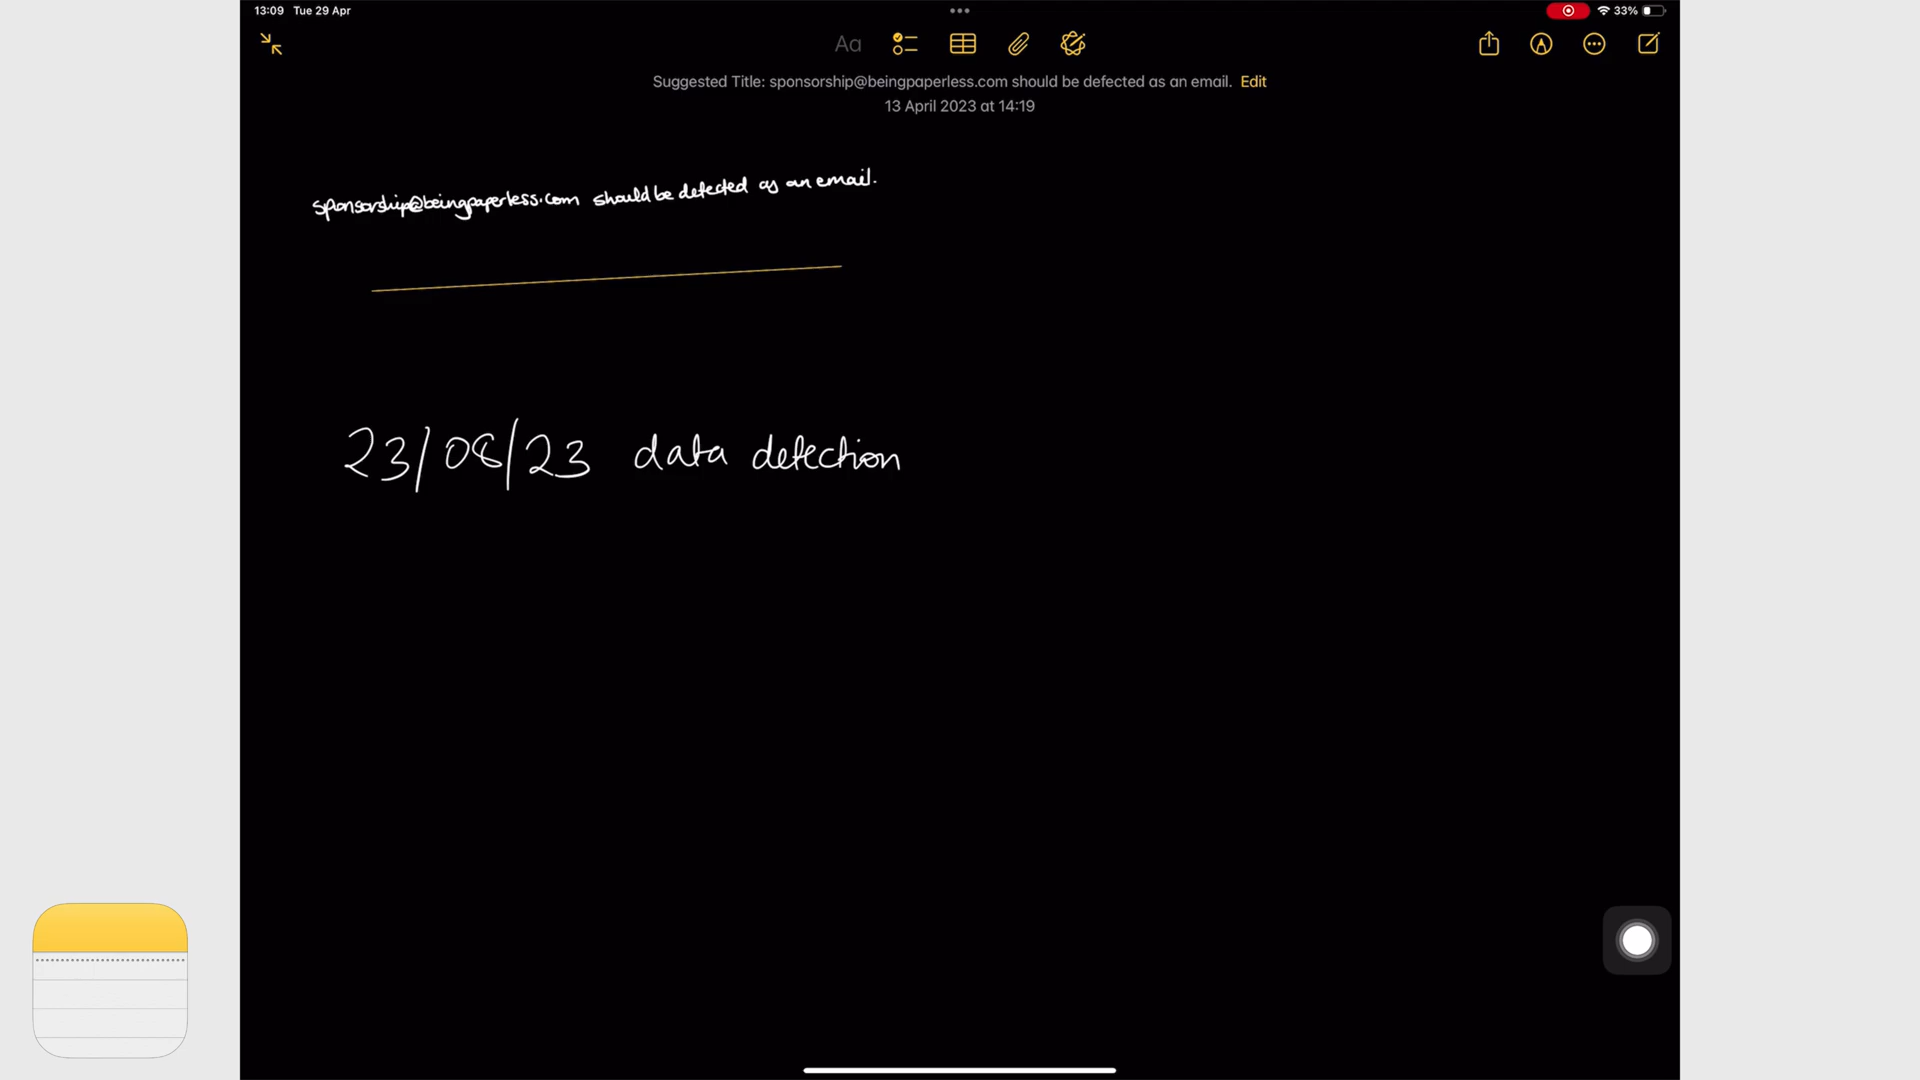 13:09 Tue 29 Apr
33%
Aa
Suggested Title: sponsorship@beingpaperless.com should be defected as an email. Edit
13 April 2023 at 14:19
sponsorship@beingpaperless.com should be detected as an email.
23/08/23 data detection